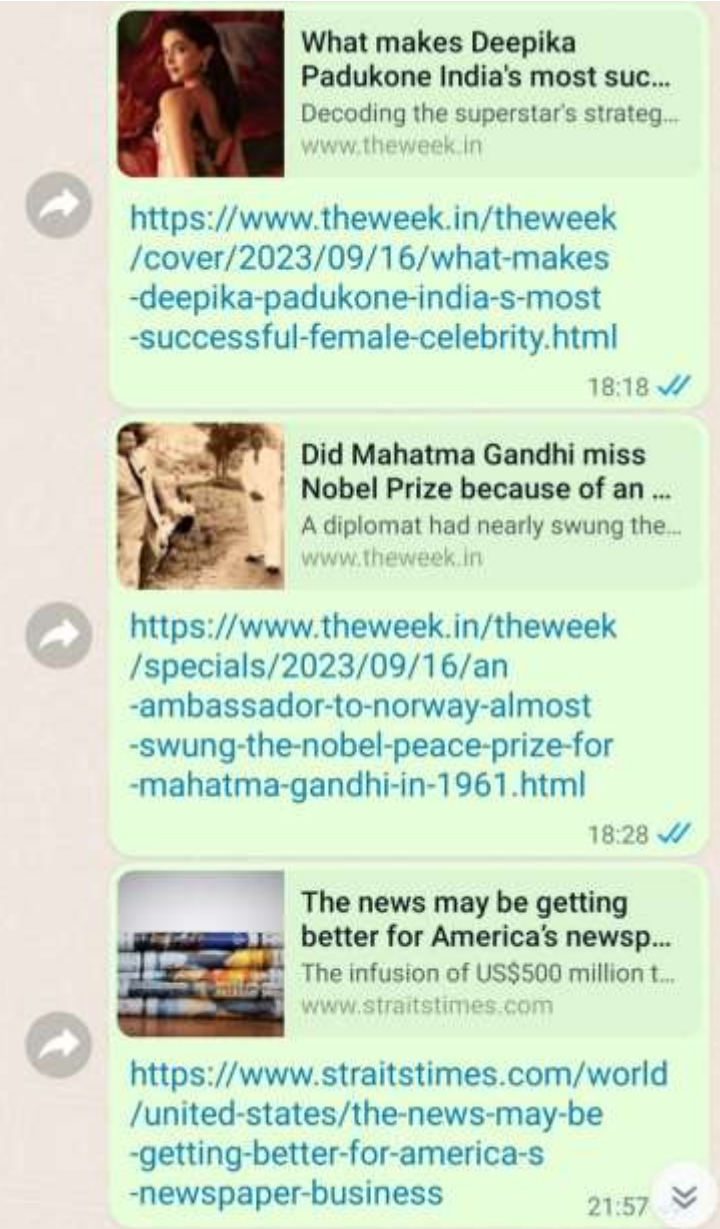 What makes Deepika
Padukone India's most suc...
Decoding the superstar's strateg...
www.theweek.in
https://www.theweek.in/theweek
/cover/2023/09/16/what-makes
-deepika-padukone-india-s-most
-successful-female-celebrity.html
18:18
Did Mahatma Gandhi miss
Nobel Prize because of an ...
A diplomat had nearly swung the...
www.theweek.in
https://www.theweek.in/theweek
/specials/2023/09/16/an
-ambassador-to-norway-almost
-swung-the-nobel-peace-prize-for
-mahatma-gandhi-in-1961.html
18:28
The news may be getting
better for America’s newsp...
The infusion of US$500 million t...
www.straitstimes.com
https://www.straitstimes.com/world
/united-states/the-news-may-be
-getting-better-for-america-s
-newspaper-business
21:57